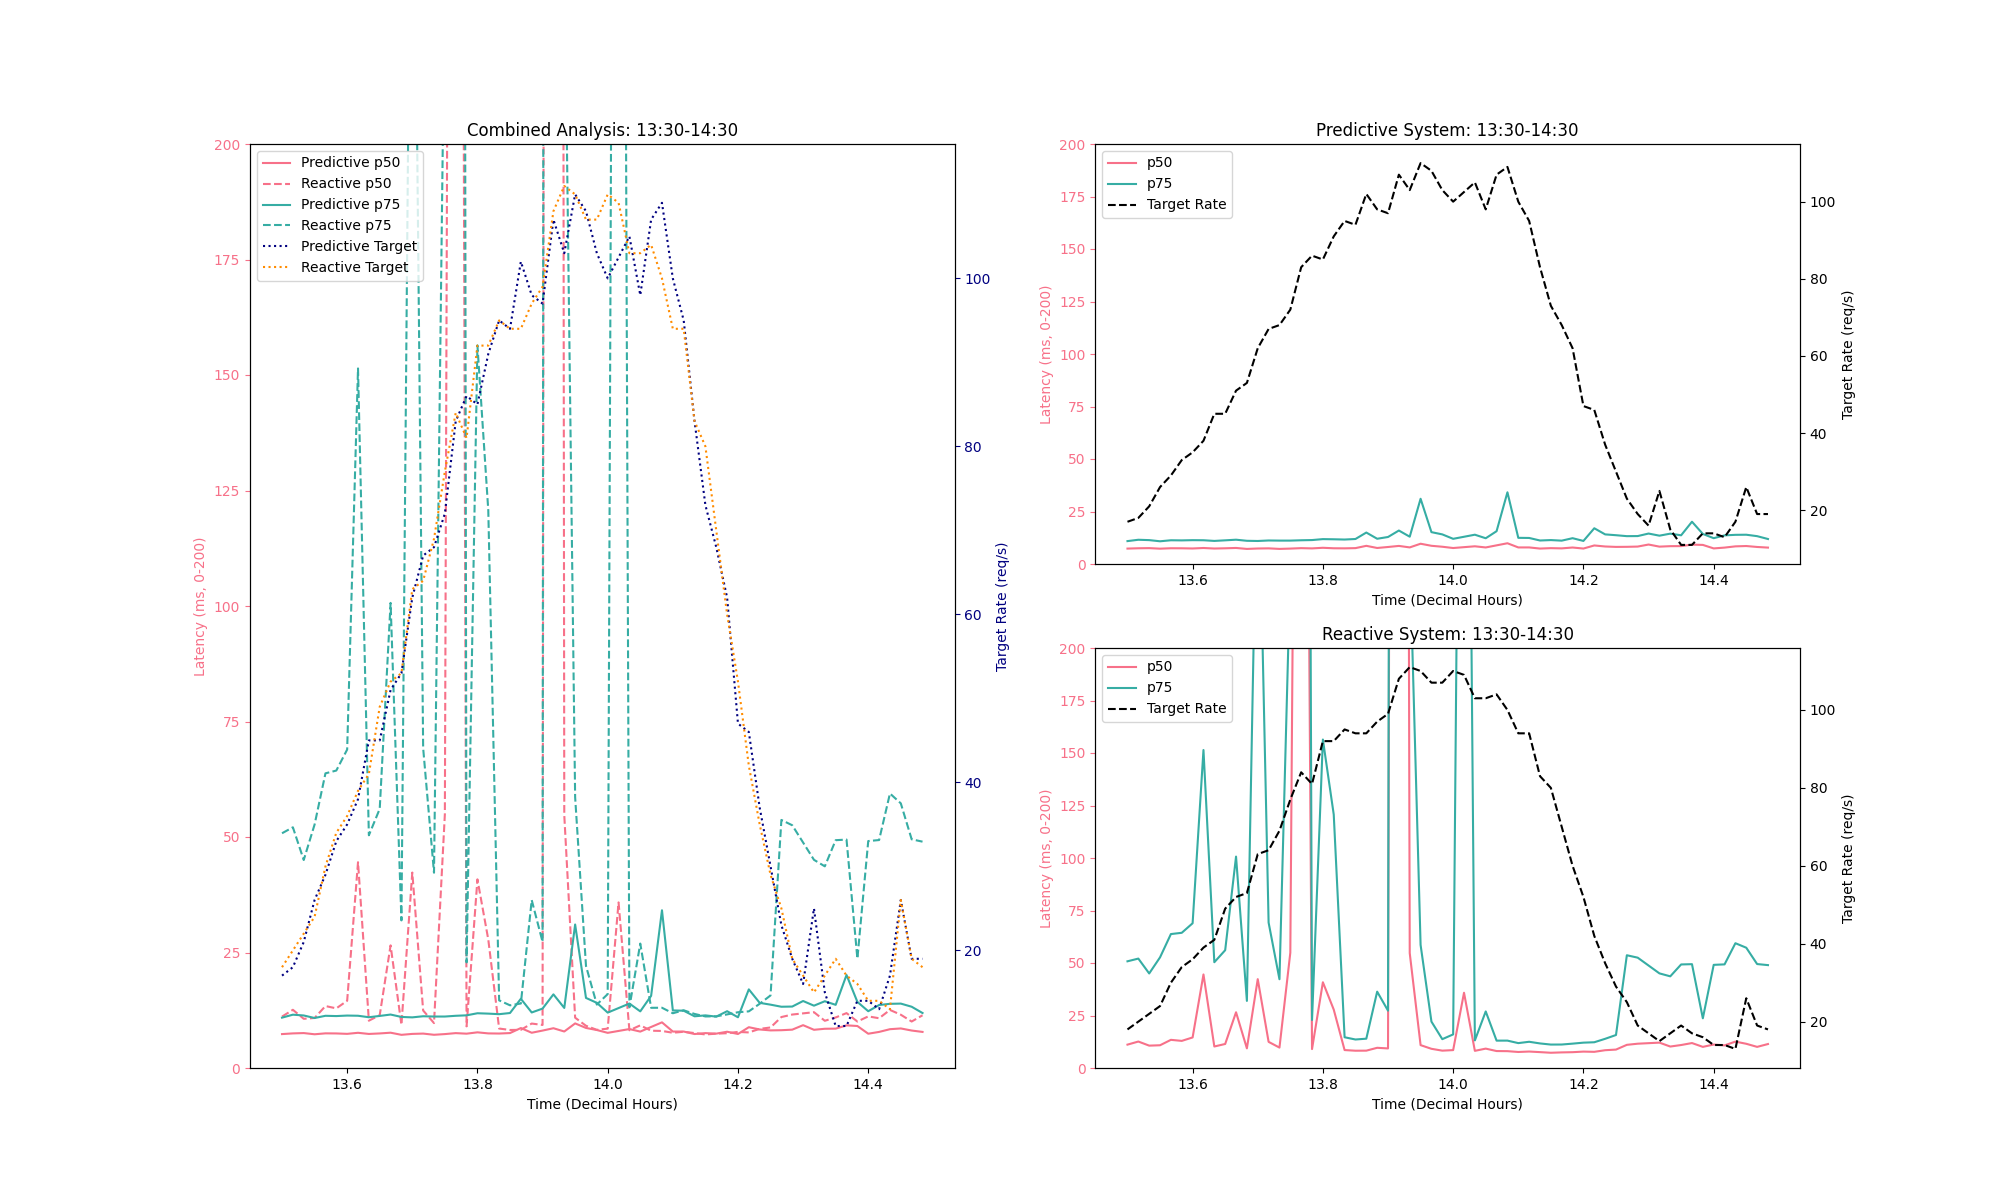 Combined Analysis: 13:30-14:30
Predictive p50
Reactive p50
Predictive p75
Reactive p75
Predictive Target
Reactive Target
200
175
150
125
100
75
50
25
0
Latency (ms, 0-200)
100
80
60
40
20
Target Rate (req/s)
13.6 13.8 14.0 14.2 14.4
Time (Decimal Hours)
Predictive System: 13:30-14:30
p50
p75
Target Rate
200
175
150
125
100
75
50
25
0
Latency (ms, 0-200)
100
80
60
40
20
Target Rate (req/s)
13.6 13.8 14.0 14.2 14.4
Time (Decimal Hours)
Reactive System: 13:30-14:30
p50
p75
Target Rate
200
175
150
125
100
75
50
25
0
Latency (ms, 0-200)
100
80
60
40
20
Target Rate (req/s)
13.6 13.8 14.0 14.2 14.4
Time (Decimal Hours)